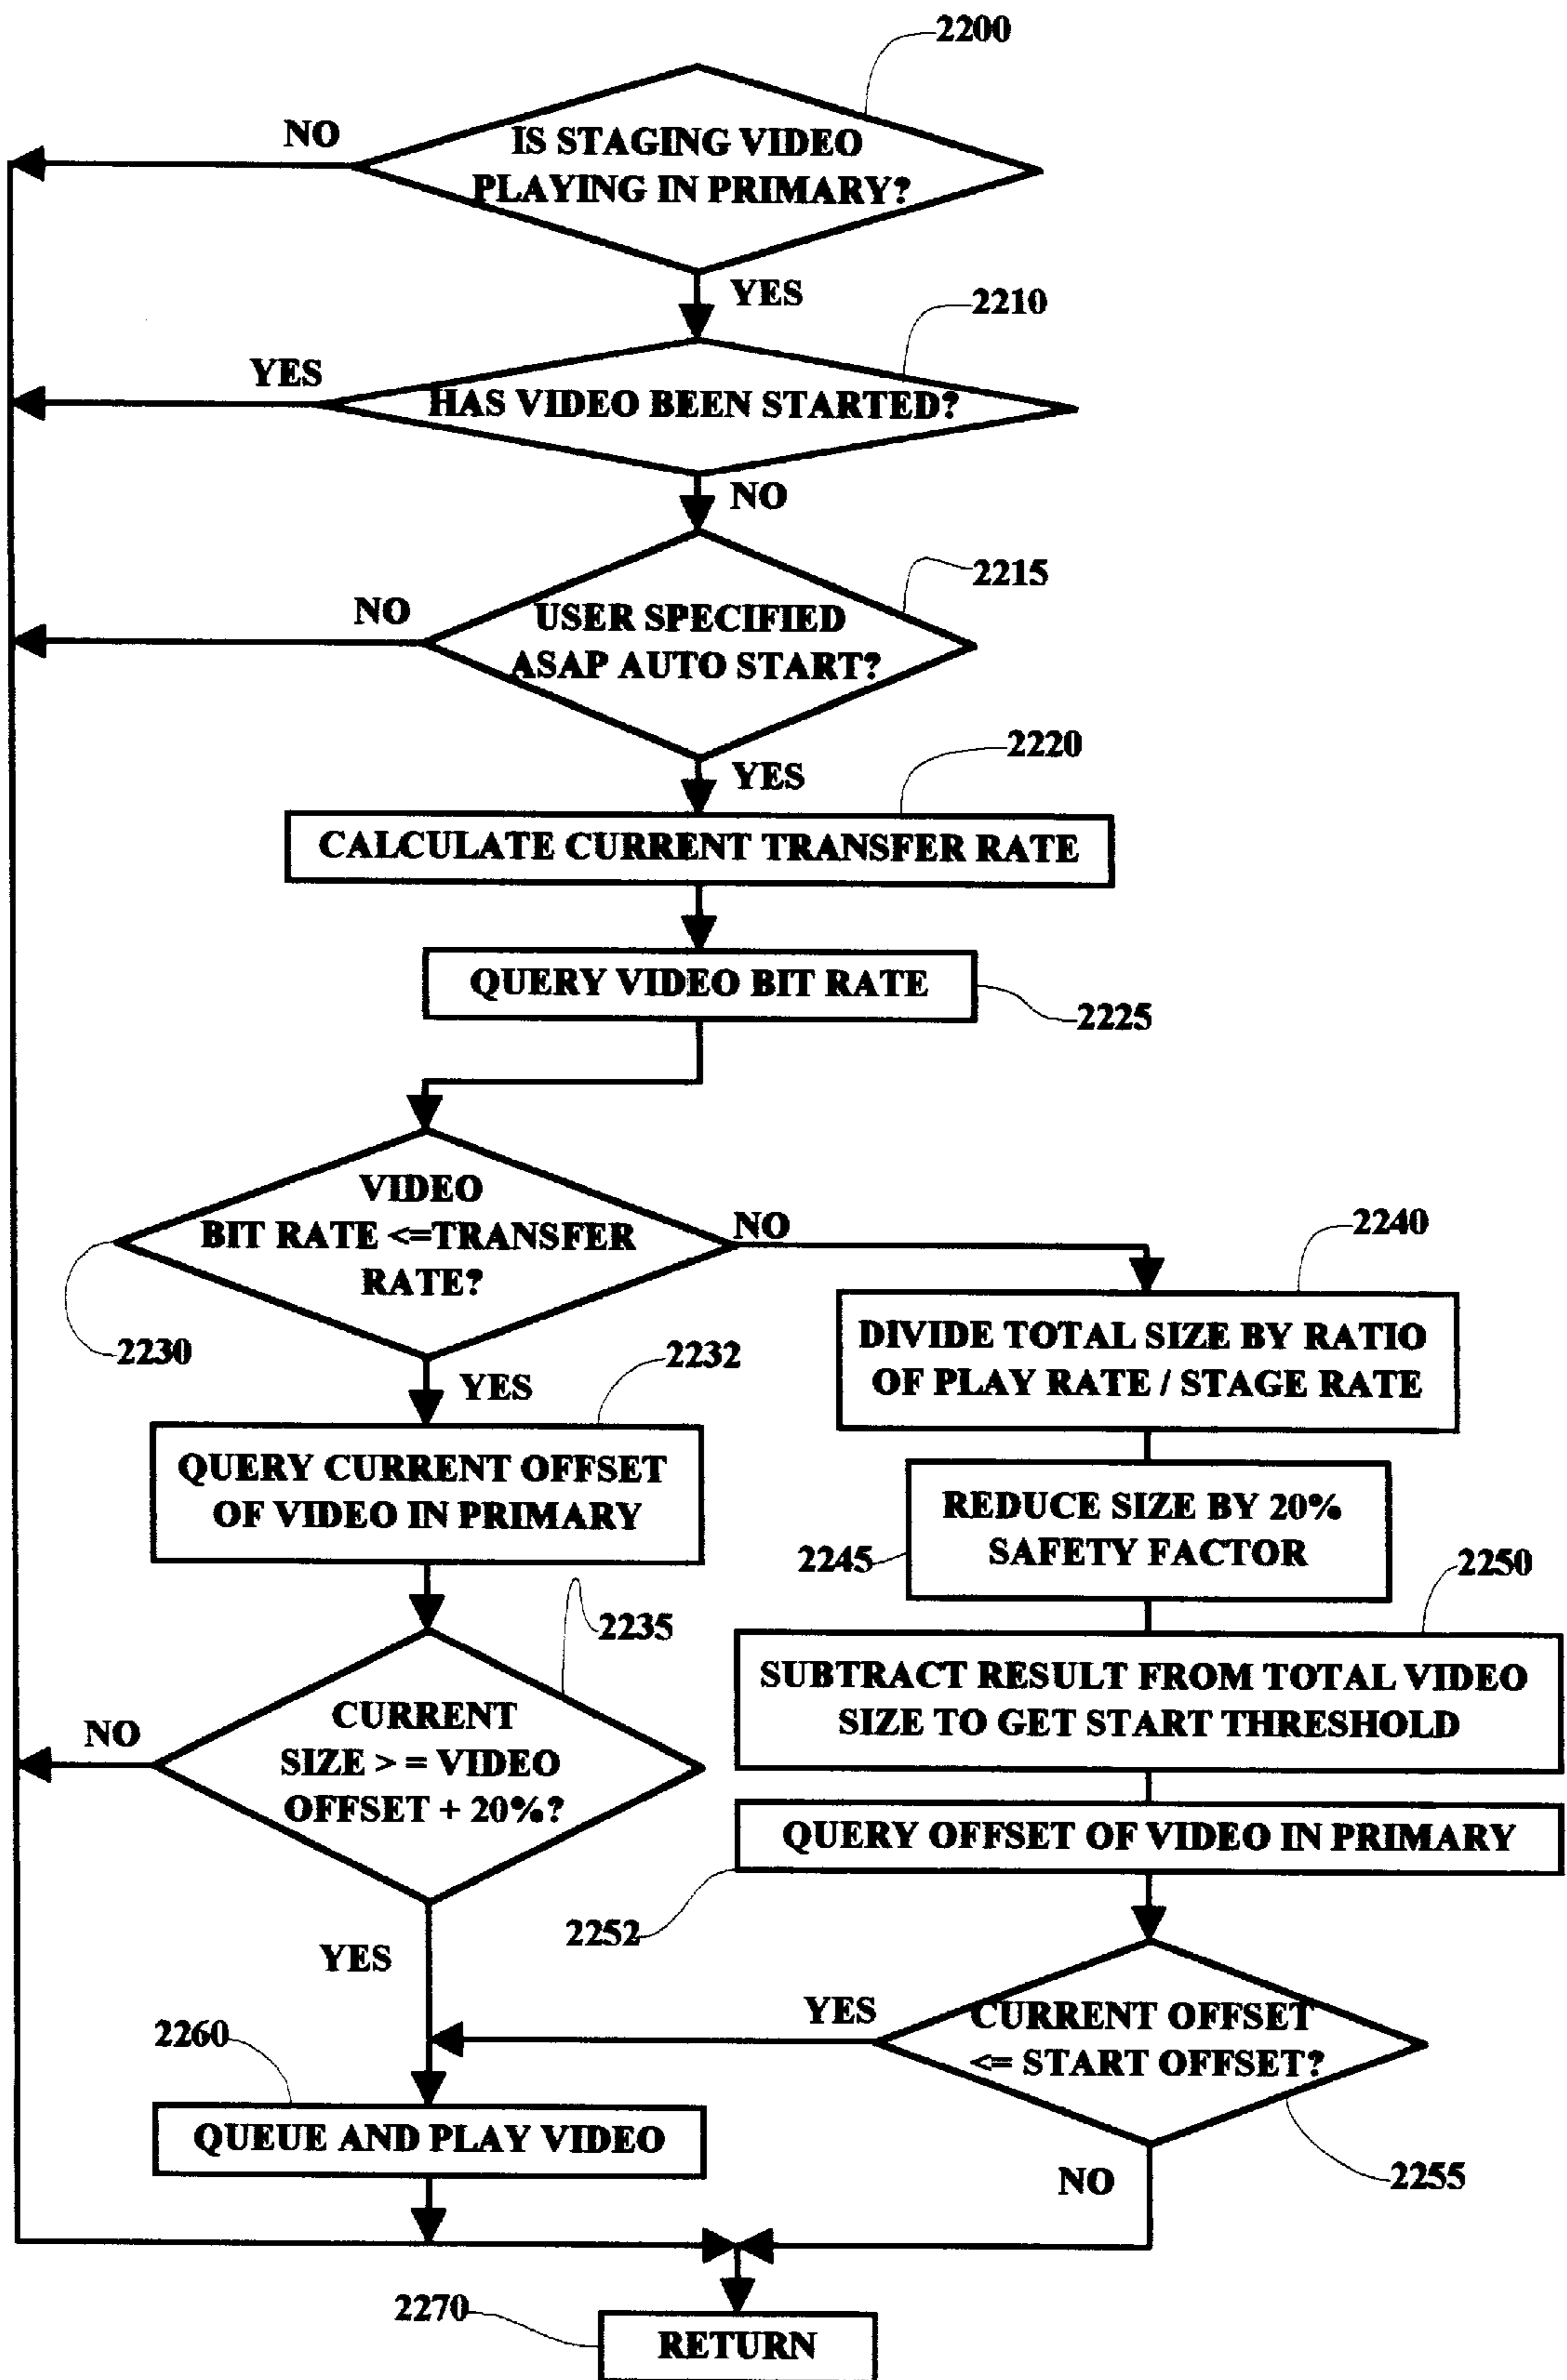 2200
NO
IS STAGING VIDEO
PLAYING IN PRIMARY?
YES
2210
YES
HAS VIDEO BEEN STARTED?
NO
2215
NO
USER SPECIFIED
ASAP AUTO START?
2220
YES
CALCULATE CURRENT TRANSFER RATE
QUERY VIDEO BIT RATE
2225
VIDEO
BIT RATE <=TRANSFER
RATE?
NO
2240
2230
2232
YES
DIVIDE TOTAL SIZE BY RATIO
OF PLAY RATE / STAGE RATE
QUERY CURRENT OFFSET
OF VIDEO IN PRIMARY
REDUCE SIZE BY 20%
SAFETY FACTOR
2245
2250
2235
SUBTRACT RESULT FROM TOTAL VIDEO
SIZE TO GET START THRESHOLD
NO
CURRENT
SIZE > = VIDEO
OFFSET + 20%?
QUERY OFFSET OF VIDEO IN PRIMARY
2252
YES
YES
CURRENT OFFSET
<= START OFFSET?
2260
QUEUE AND PLAY VIDEO
NO
2255
2270
RETURN